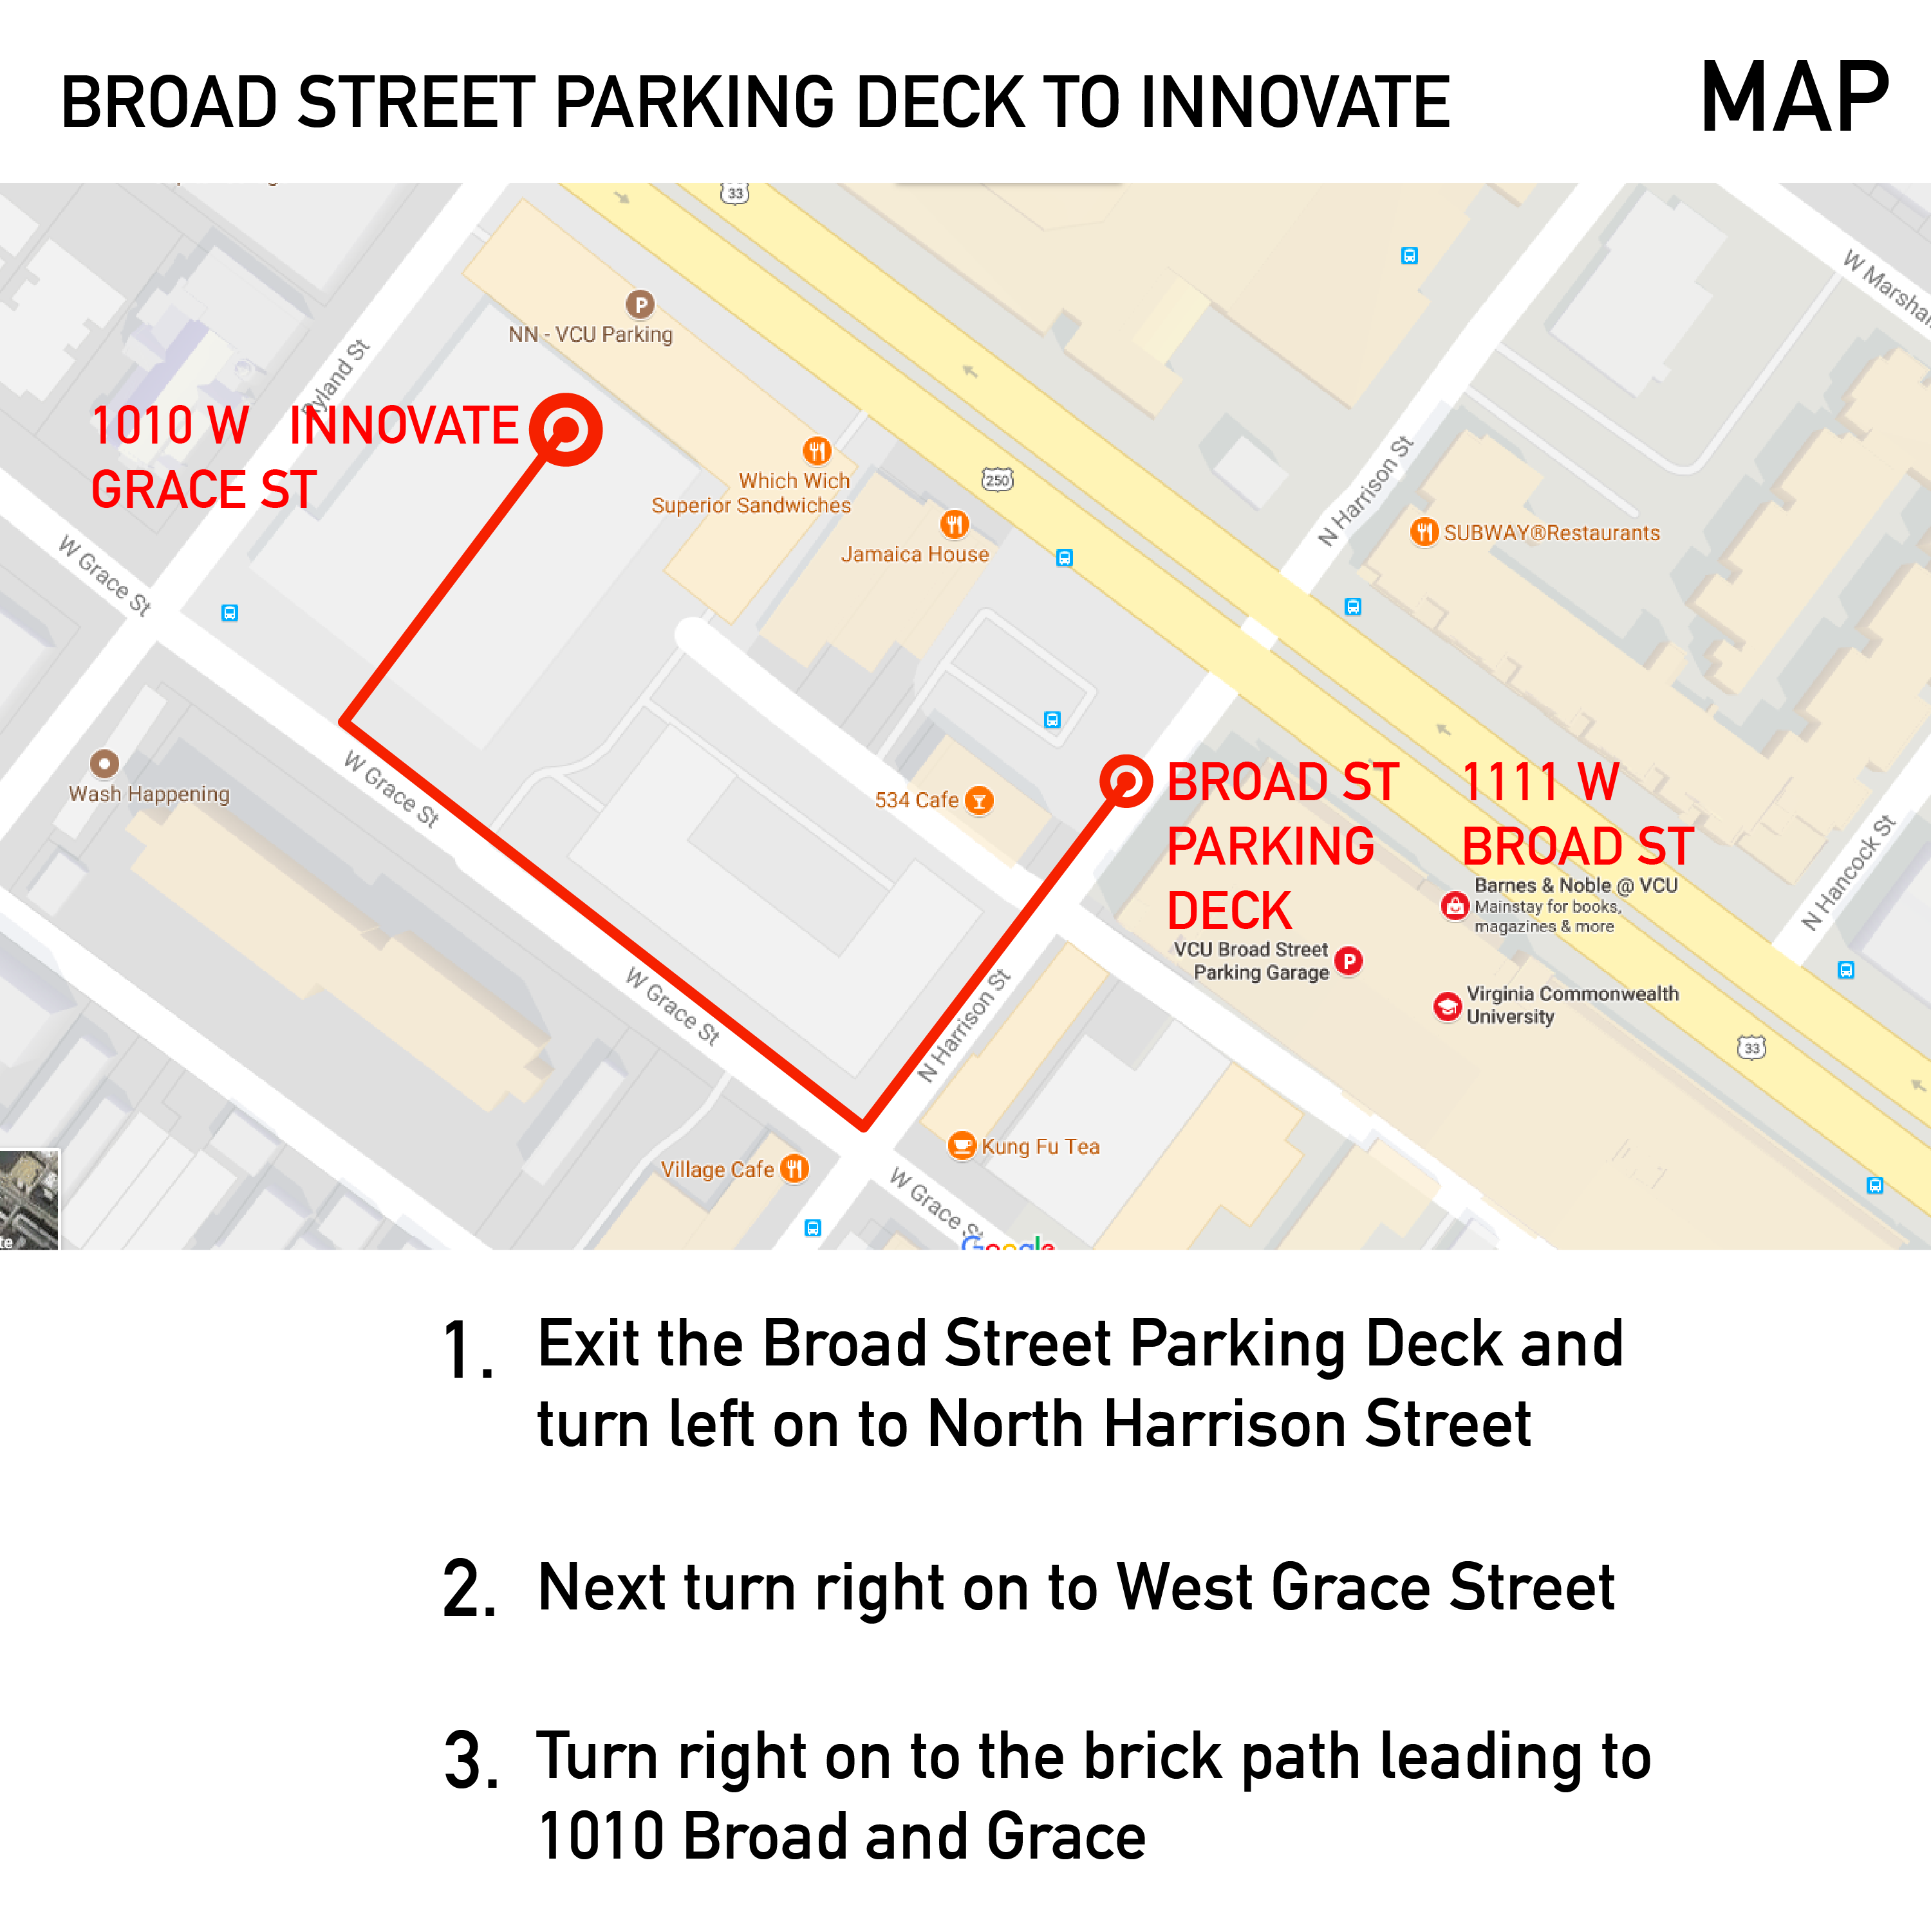 BROAD STREET PARKING DECK TO INNOVATE
MAP
33
W Marshal
NN - VCU Parking
Ryland St
1010 W
GRACE ST
INNOVATE
Which Wich
Superior Sandwiches
250
N Harrison St
Jamaica House
SUBWAY®Restaurants
W Grace St
Wash Happening
W Grace St
534 Cafe
BROAD ST
PARKING
DECK
1111 W
BROAD ST
N Hancock St
Barnes & Noble @ VCU
Mainstay for books,
magazines & more
VCU Broad Street
Parking Garage
Virginia Commonwealth
University
W Grace St
N Harrison St
33
Kung Fu Tea
Village Cafe
W Grace St
Google
te
1. Exit the Broad Street Parking Deck and
turn left on to North Harrison Street
2. Next turn right on to West Grace Street
3. Turn right on to the brick path leading to
1010 Broad and Grace